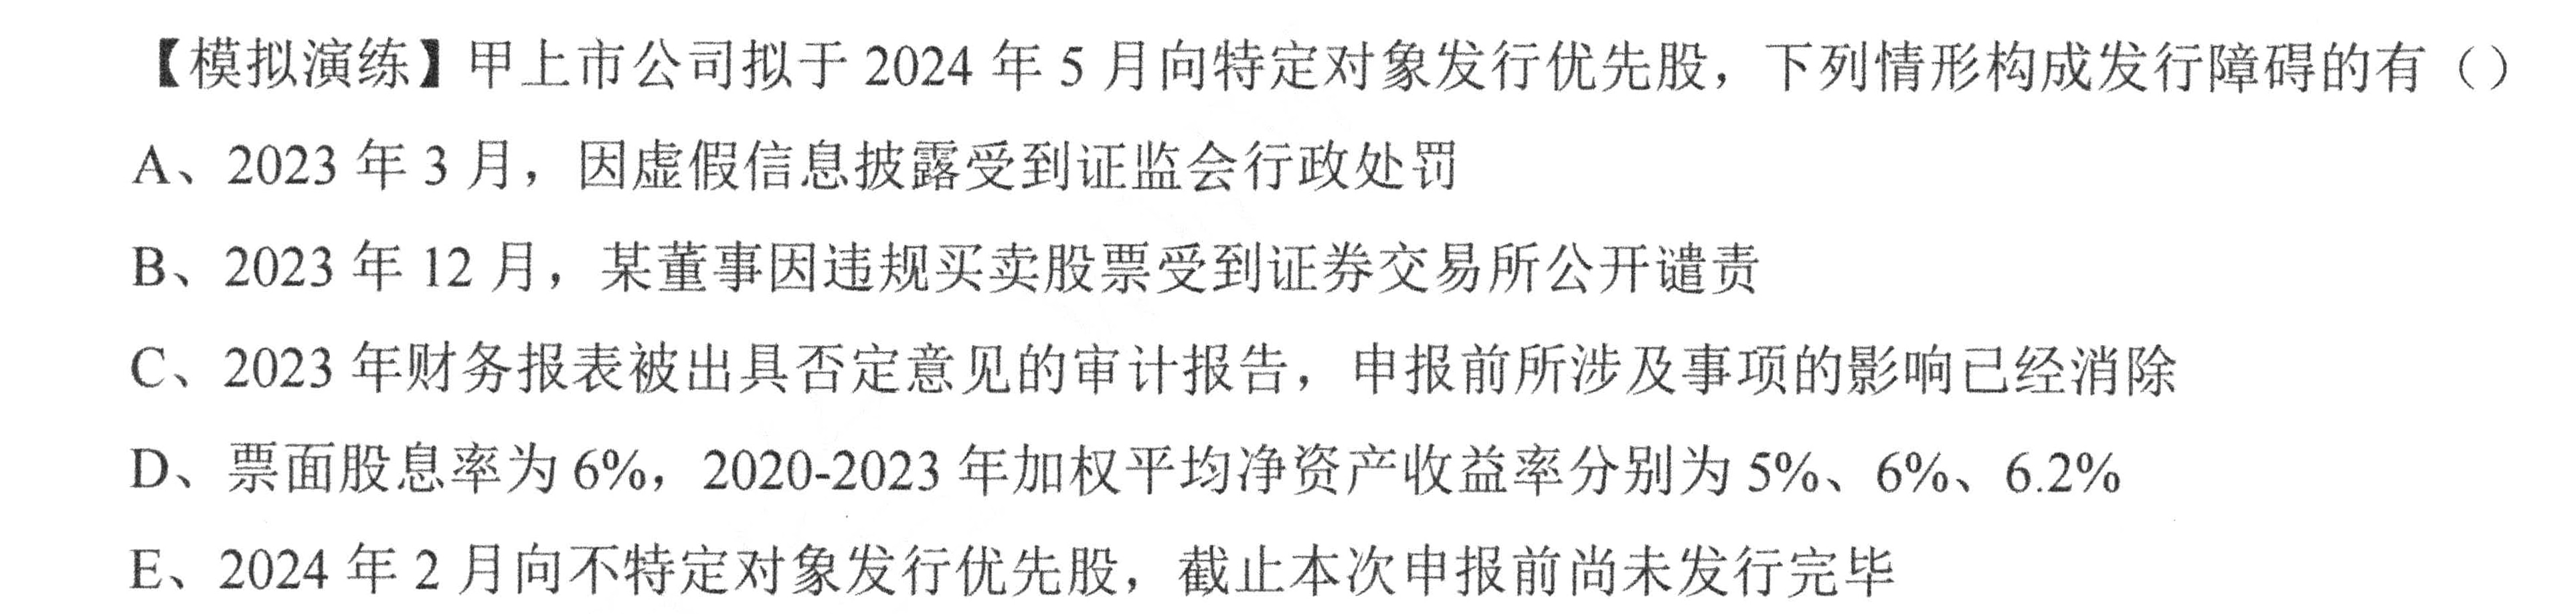 【模拟演练】甲上市公司拟于 2024 年 5 月向特定对象发行优先股，下列情形构成发行障碍的有（）
A、2023 年 3 月，因虚假信息披露受到证监会行政处罚
B、2023 年 12 月，某董事因违规买卖股票受到证券交易所公开谴责
C、2023 年财务报表被出具否定意见的审计报告，申报前所涉及事项的影响已经消除
D、票面股息率为 6%，2020-2023 年加权平均净资产收益率分别为 5%、6%、6.2%
E、2024 年 2 月向不特定对象发行优先股，截止本次申报前尚未发行完毕